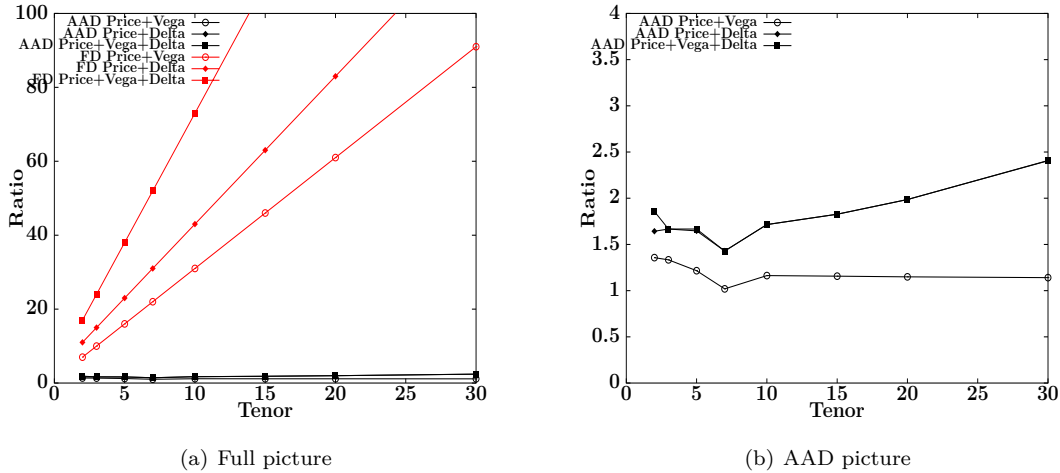 100
80
60
40
20
0
0 5 10 15 20 25 30
Ratio
Tenor
AAD Price+Vega
AAD Price+Delta
AAD Price+Vega+Delta
FD Price+Vega
FD Price+Delta
FD Price+Vega+Delta
(a) Full picture
4
3.5
3
2.5
2
1.5
1
0.5
0
0 5 10 15 20 25 30
Ratio
Tenor
AAD Price+Vega
AAD Price+Delta
AAD Price+Vega+Delta
(b) AAD picture